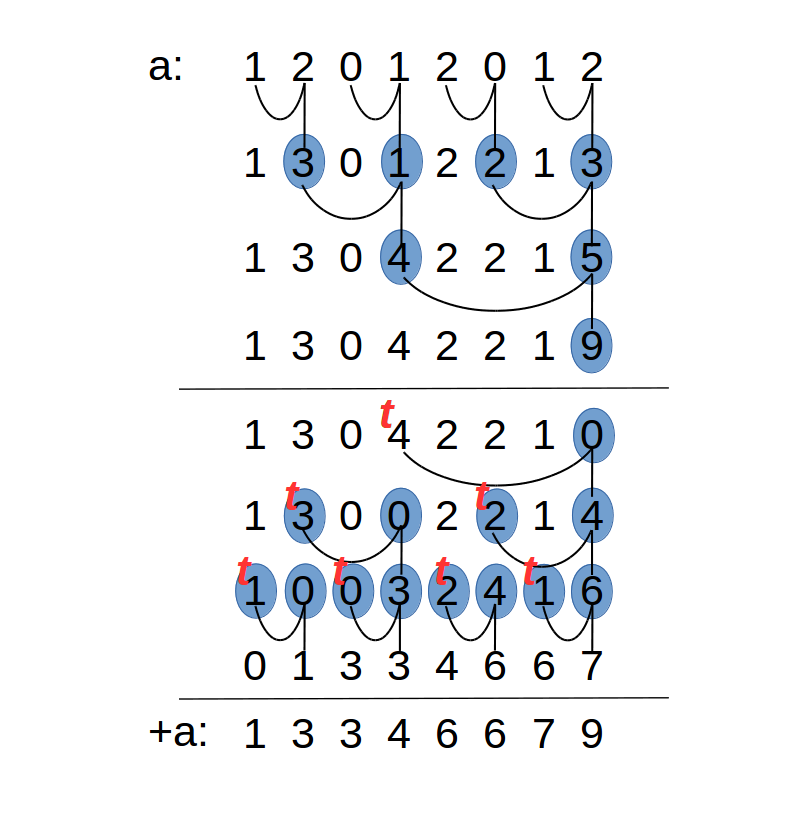 a: 1 2 0 1 2 0 1 2
1 3 0 1 2 2 1 3
1 3 0 4 2 2 1 5
1 3 0 4 2 2 1 9
1 3 0 t 4 2 2 1 0
1 t 3 0 0 2 t 2 1 4
t 1 0 t 0 3 t 2 4 t 1 6
0 1 3 3 4 6 6 7
+a: 1 3 3 4 6 6 7 9